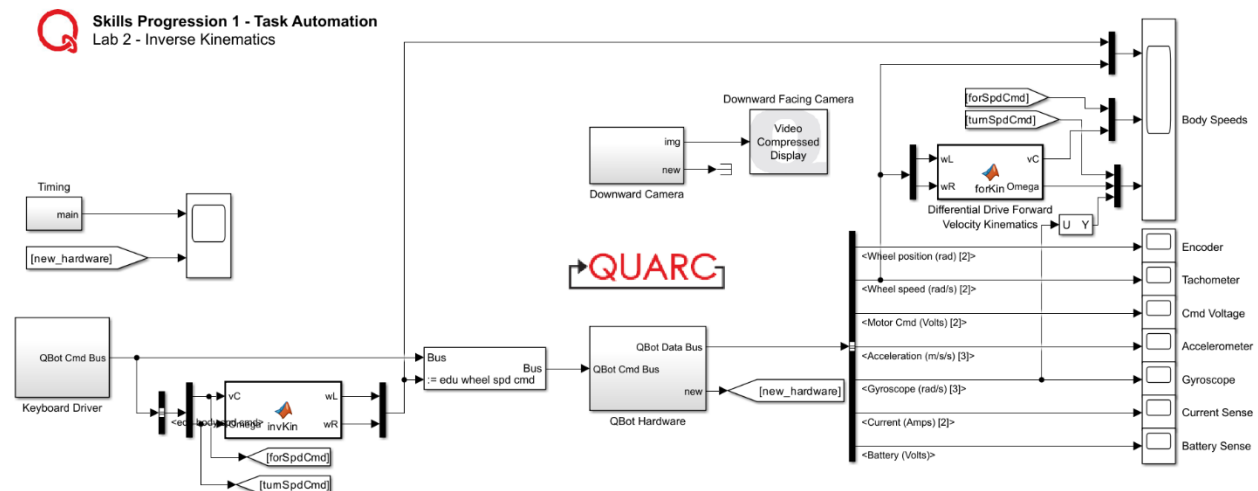 Skills Progression 1 - Task Automation
Lab 2 - Inverse Kinematics
Downward Facing Camera
Video
Compressed
Display
img
new
Downward Camera
[forSpdCmd]
[turnSpdCmd]
Body Speeds
wL
wR
vC
Omega
forKin
Differential Drive Forward
Velocity Kinematics
U Y
Timing
main
[new_hardware]
QUARC
<Wheel position (rad) [2]>
Encoder
<Wheel speed (rad/s) [2]>
Tachometer
<Motor Cmd (Volts) [2]>
Cmd Voltage
<Acceleration (m/s/s) [3]>
Accelerometer
<Gyroscope (rad/s) [3]>
Gyroscope
<Current (Amps) [2]>
Current Sense
<Battery (Volts)>
Battery Sense
QBot Cmd Bus
Keyboard Driver
vC
Omega
wL
wR
invKin
[forSpdCmd]
[turnSpdCmd]
Bus
:= edu wheel spd cmd
Bus
QBot Data Bus
QBot Cmd Bus
new
QBot Hardware
[new_hardware]